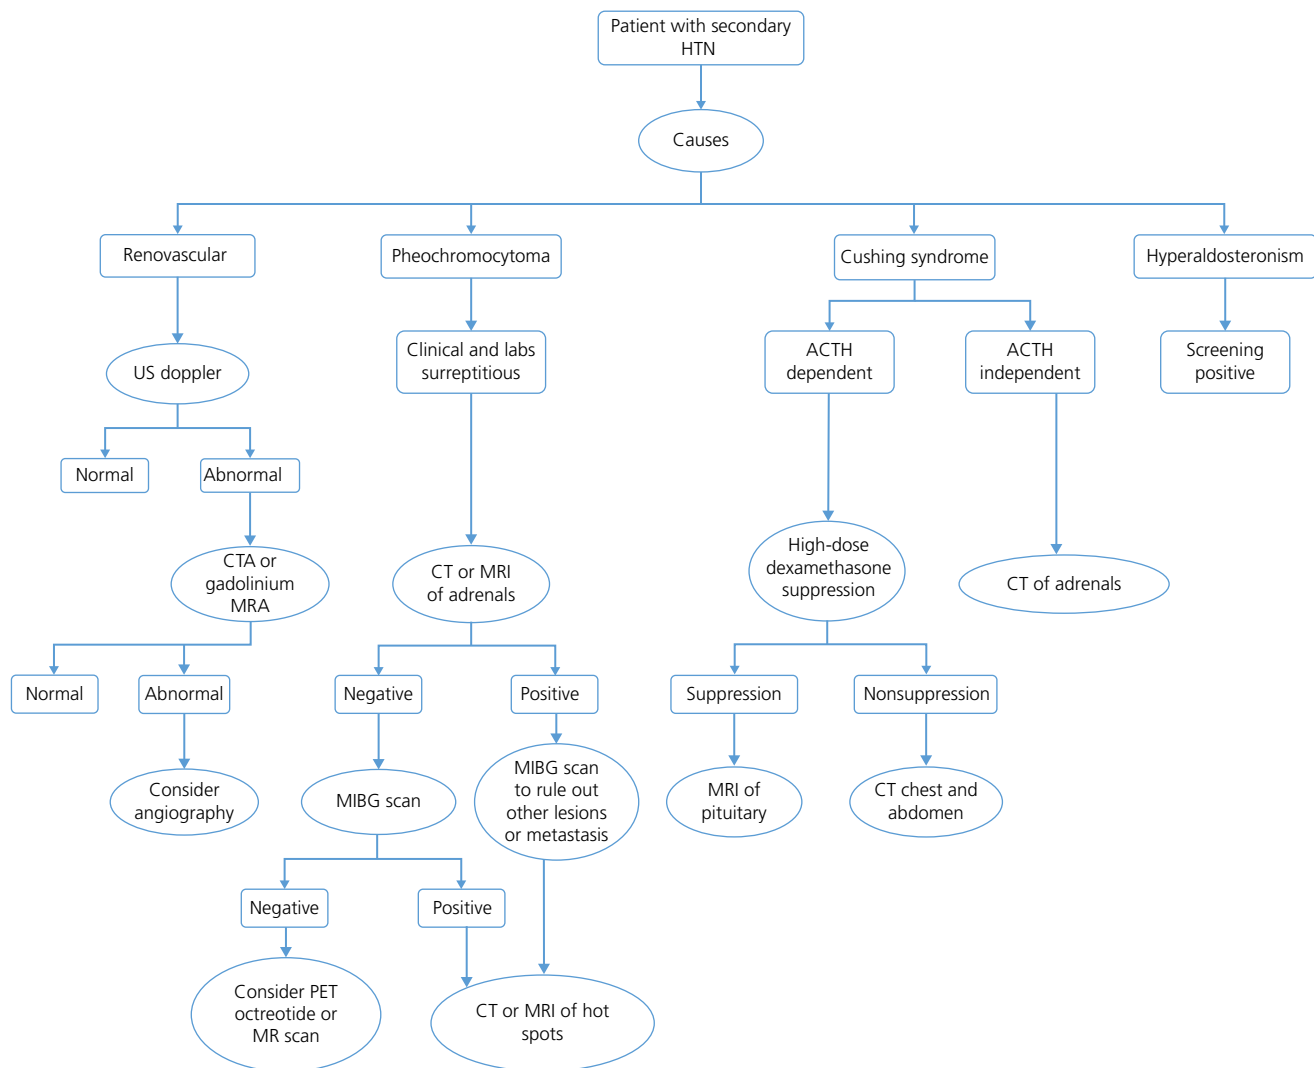 Patient with secondary
HTN
Causes
Renovascular
Pheochromocytoma
Cushing syndrome
Hyperaldosteronism
US doppler
Clinical and labs
surreptitious
ACTH
dependent
ACTH
independent
Screening
positive
Normal
Abnormal
CTA or
gadolinium
MRA
CT or MRI
of adrenals
High-dose
dexamethasone
suppression
CT of adrenals
Normal
Abnormal
Negative
Positive
Suppression
Nonsuppression
Consider
angiography
MIBG scan
MIBG scan
to rule out
other lesions
or metastasis
MRI of
pituitary
CT chest and
abdomen
Negative
Positive
Consider PET
octreotide or
MR scan
CT or MRI of hot
spots